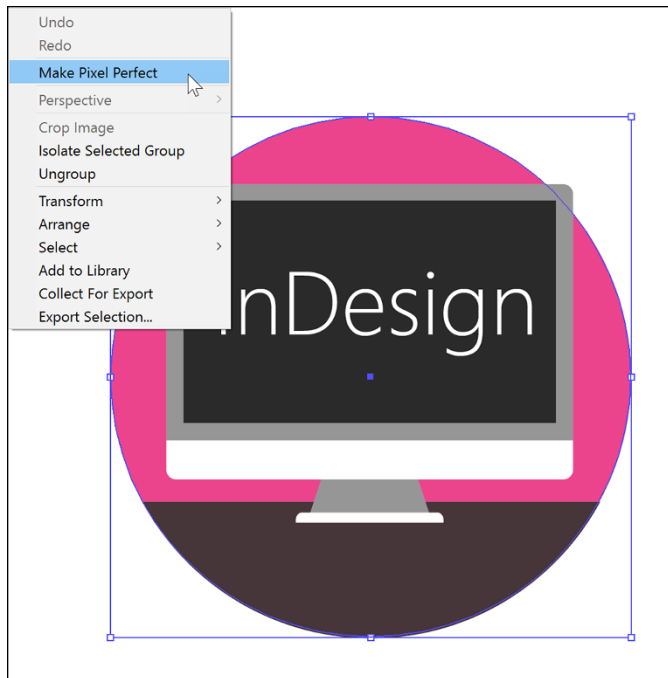 Undo
Redo
Make Pixel Perfect
Perspective
Crop Image
Isolate Selected Group
Ungroup
Transform
Arrange
Select
Add to Library
Collect For Export
Export Selection...
InDesign